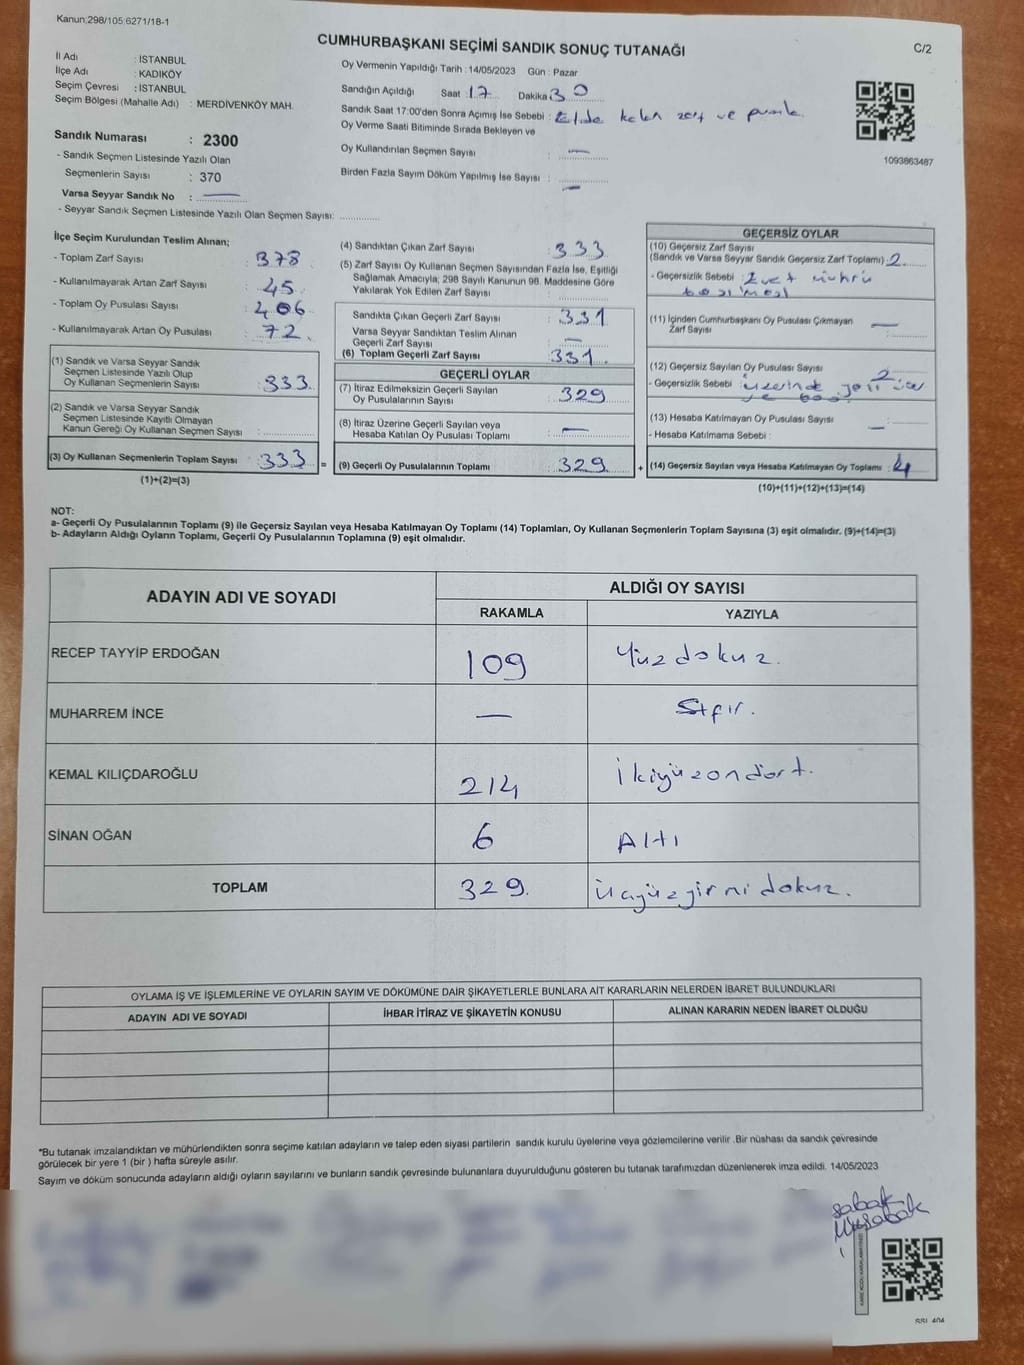 Kanun:298/105 6271/18-1
CUMHURBAŞKANI SEÇİMİ SANDIK SONUÇ TUTANAĞI
C/2
İl Adı : İSTANBUL
İlçe Adı : KADIKÖY
Seçim Çevresi : İSTANBUL
Seçim Bölgesi (Mahalle Adı) : MERDİVENKÖY MAH.
Sandık Numarası : 2300
- Sandık Seçmen Listesinde Yazılı Olan
Seçmenlerin Sayısı : 370
Varsa Seyyar Sandık No : —
- Seyyar Sandık Seçmen Listesinde Yazılı Olan Seçmen Sayısı: ............
Oy Vermenin Yapıldığı Tarih : 14/05/2023 Gün : Pazar
Sandığın Açıldığı Saat : 17 Dakika : 30
Sandık Saat 17:00'den Sonra Açımış İse Sebebi : Elde kalan zarf ve pusula
Oy Verme Saati Bitiminde Sırada Bekleyen ve
Oy Kullandırılan Seçmen Sayısı : —
Birden Fazla Sayım Döküm Yapılmış İse Sayısı : —
1093863487
İlçe Seçim Kurulundan Teslim Alınan;
- Toplam Zarf Sayısı : 378
- Kullanılmayarak Artan Zarf Sayısı : 45
- Toplam Oy Pusulası Sayısı : 406
- Kullanılmayarak Artan Oy Pusulası : 72
(1) Sandık ve Varsa Seyyar Sandık
Seçmen Listesinde Yazılı Olup
Oy Kullanan Seçmenlerin Sayısı : 333
(2) Sandık ve Varsa Seyyar Sandık
Seçmen Listesinde Kayıtlı Olmayan
Kanun Gereği Oy Kullanan Seçmen Sayısı :
(3) Oy Kullanan Seçmenlerin Toplam Sayısı : 333 =
(1)+(2)=(3)
(4) Sandıktan Çıkan Zarf Sayısı : 333
(5) Zarf Sayısı Oy Kullanan Seçmen Sayısından Fazla İse, Eşitliği
Sağlamak Amacıyla, 298 Sayılı Kanunun 98. Maddesine Göre
Yakılarak Yok Edilen Zarf Sayısı :
Sandıkta Çıkan Geçerli Zarf Sayısı : 331
Varsa Seyyar Sandıktan Teslim Alınan
Geçerli Zarf Sayısı : —
(6) Toplam Geçerli Zarf Sayısı : 331
GEÇERLİ OYLAR
(7) İtiraz Edilmeksizin Geçerli Sayılan
Oy Pusulalarının Sayısı : 329
(8) İtiraz Üzerine Geçerli Sayılan veya
Hesaba Katılan Oy Pusulası Toplamı : —
(9) Geçerli Oy Pusulalarının Toplamı : 329 +
GEÇERSİZ OYLAR
(10) Geçersiz Zarf Sayısı
(Sandık ve Varsa Seyyar Sandık Geçersiz Zarf Toplamı) : 2
- Geçersizlik Sebebi : mührü
(11) İçinden Cumhurbaşkanı Oy Pusulası Çıkmayan
Zarf Sayısı : —
(12) Geçersiz Sayılan Oy Pusulası Sayısı : 2
- Geçersizlik Sebebi : üzerinde
ve boş
(13) Hesaba Katılmayan Oy Pusulası Sayısı : —
- Hesaba Katılmama Sebebi :
(14) Geçersiz Sayılan veya Hesaba Katılmayan Oy Toplamı : 4
(10)+(11)+(12)+(13)=(14)
NOT:
a- Geçerli Oy Pusulalarının Toplamı (9) ile Geçersiz Sayılan veya Hesaba Katılmayan Oy Toplamı (14) Toplamları, Oy Kullanan Seçmenlerin Toplam Sayısına (3) eşit olmalıdır. (9)+(14)=(3)
b- Adayların Aldığı Oyların Toplamı, Geçerli Oy Pusulalarının Toplamına (9) eşit olmalıdır.
ADAYIN ADI VE SOYADI
ALDIĞI OY SAYISI
RAKAMLA YAZIYLA
RECEP TAYYİP ERDOĞAN 109 Yüzdokuz.
MUHARREM İNCE — Sıfır.
KEMAL KILIÇDAROĞLU 214 İkiyüzondört.
SİNAN OĞAN 6 Altı
TOPLAM 329. Üçyüzyirmidokuz.
OYLAMA İŞ VE İŞLEMLERİNE VE OYLARIN SAYIM VE DÖKÜMÜNE DAİR ŞİKAYETLERLE BUNLARA AİT KARARLARIN NELERDEN İBARET BULUNDUKLARI
ADAYIN ADI VE SOYADI İHBAR İTİRAZ VE ŞİKAYETİN KONUSU ALINAN KARARIN NEDEN İBARET OLDUĞU
*Bu tutanak imzalandıktan ve mühürlendikten sonra seçime katılan adayların ve talep eden siyasi partilerin sandık kurulu üyelerine veya gözlemcilerine verilir .Bir nüshası da sandık çevresinde
görülecek bir yere 1 (bir ) hafta süreyle asılır.
Sayım ve döküm sonucunda adayların aldığı oyların sayılarını ve bunların sandık çevresinde bulunanlara duyurulduğunu gösteren bu tutanak tarafımızdan düzenlenerek imza edildi. 14/05/2023